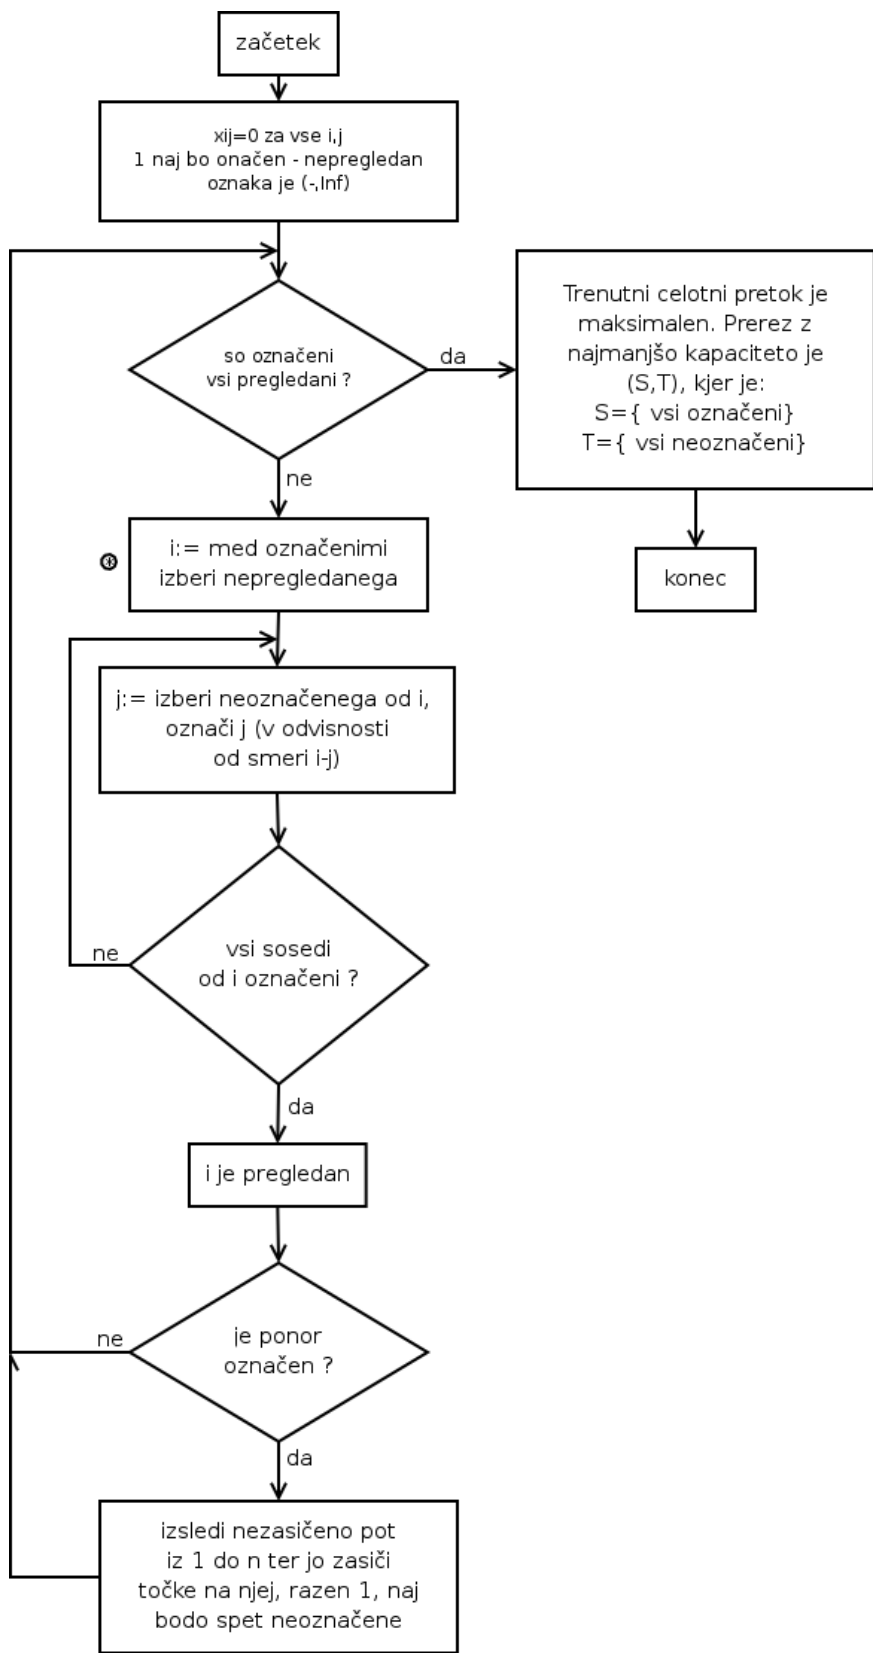 začetek
xij=0 za vse i,j
1 naj bo onačen - nepregledan
oznaka je (-,Inf)
so označeni
vsi pregledani ?
da
Trenutni celotni pretok je
maksimalen. Prerez z
najmanjšo kapaciteto je
(S,T), kjer je:
S={ vsi označeni}
T={ vsi neoznačeni}
konec
ne
⊛
i:= med označenimi
izberi nepregledanega
j:= izberi neoznačenega od i,
označi j (v odvisnosti
od smeri i-j)
vsi sosedi
od i označeni ?
ne
da
i je pregledan
je ponor
označen ?
ne
da
izsledi nezasičeno pot
iz 1 do n ter jo zasiči
točke na njej, razen 1, naj
bodo spet neoznačene